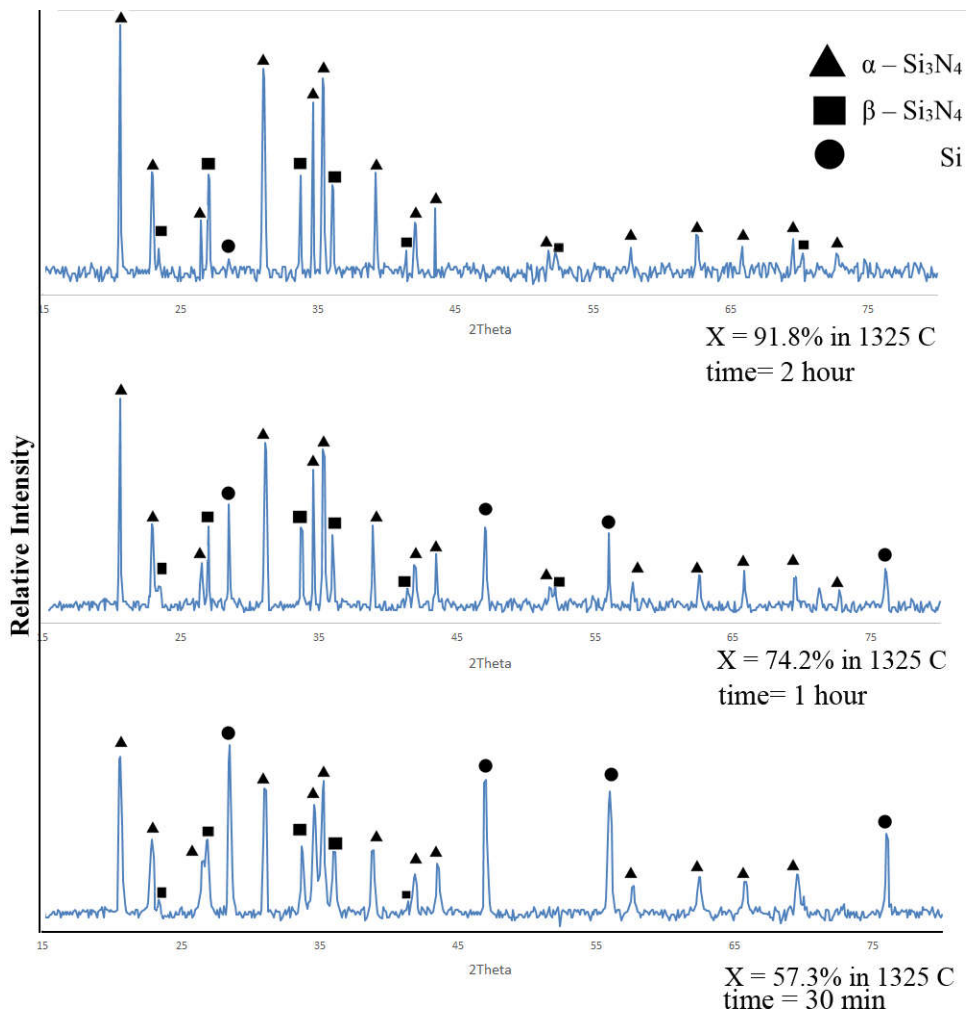 α – Si₃N₄
β – Si₃N₄
Si
15 25 35 45 55 65 75
2Theta
X = 91.8% in 1325 C
time= 2 hour
Relative Intensity
15 25 35 45 55 65 75
2Theta
X = 74.2% in 1325 C
time= 1 hour
15 25 35 45 55 65 75
2Theta
X = 57.3% in 1325 C
time = 30 min